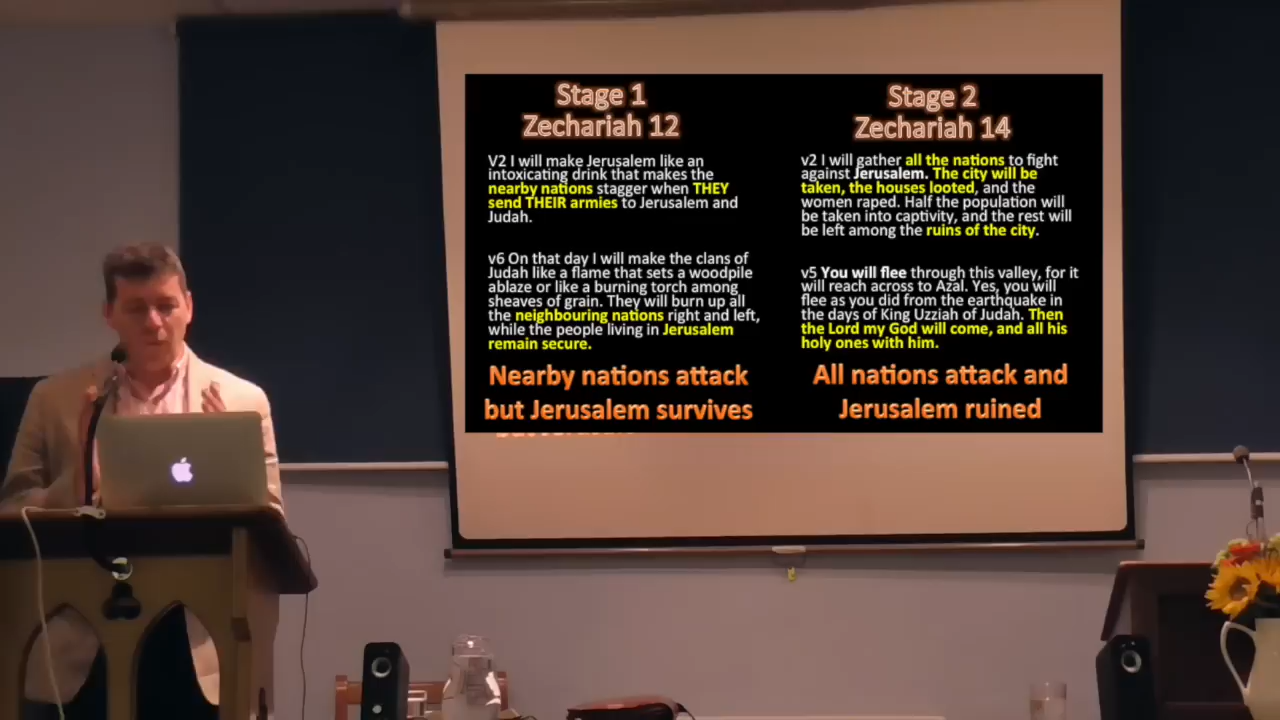 Stage 1
Zechariah 12
V2 I will make Jerusalem like an
intoxicating drink that makes the
nearby nations stagger when THEY
send THEIR armies to Jerusalem and
Judah.
v6 On that day I will make the clans of
Judah like a flame that sets a woodpile
ablaze or like a burning torch among
sheaves of grain. They will burn up all
the neighbouring nations right and left,
while the people living in Jerusalem
remain secure.
Nearby nations attack
but Jerusalem survives
Stage 2
Zechariah 14
v2 I will gather all the nations to fight
against Jerusalem. The city will be
taken, the houses looted, and the
women raped. Half the population will
be taken into captivity, and the rest will
be left among the ruins of the city.
v5 You will flee through this valley, for it
will reach across to Azal. Yes, you will
flee as you did from the earthquake in
the days of King Uzziah of Judah. Then
the Lord my God will come, and all his
holy ones with him.
All nations attack and
Jerusalem ruined